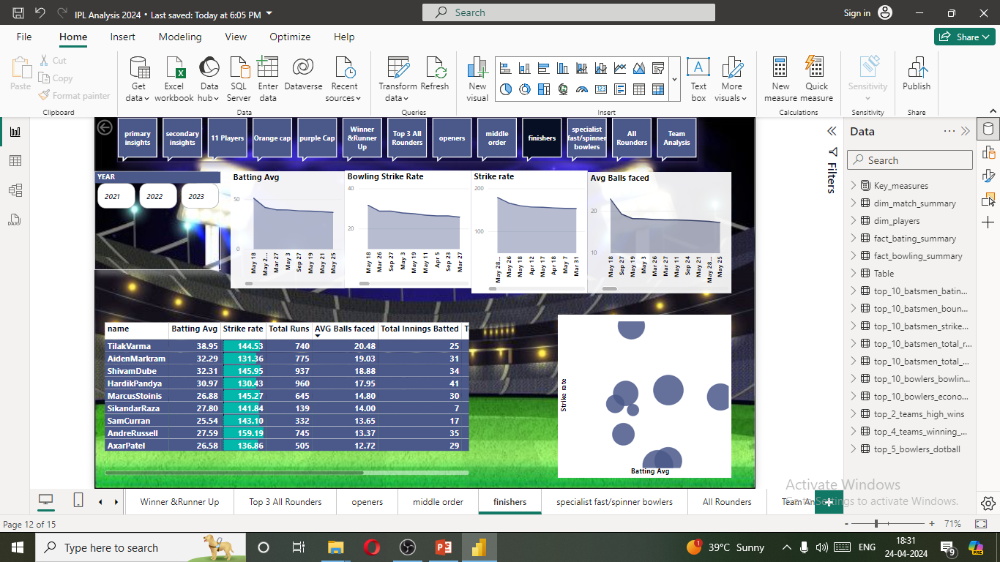 IPL Analysis 2024 • Last saved: Today at 6:05 PM
Search
Sign in
File Home Insert Modeling View Optimize Help
Share
Paste
Cut
Copy
Format painter
Clipboard
Get data
Excel workbook
Data hub
SQL Server
Enter data
Dataverse
Recent sources
Data
Transform data
Refresh
Queries
New visual
Text box
More visuals
Insert
New measure
Quick measure
Calculations
Sensitivity
Sensitivity
Publish
Share
primary insights
secondary insights
11 Players
Orange cap
purple Cap
Winner &Runner Up
Top 3 All Rounders
openers
middle order
finishers
specialist fast/spinner bowlers
All Rounders
Team Analysis
YEAR
2021 2022 2023
Batting Avg
50
0
May 18
May 2...
Mar 27
May 3
Sep 27
May 19
May 21
May 25
Bowling Strike Rate
40
20
May 18
Mar 26
Sep 27
May 3
May 19
May 11
Apr 5
Sep 23
Mar 27
Strike rate
200
100
May 28...
May 26
May 18
Apr 12
May 17
Apr 18
May 7
Mar 31
Avg Balls faced
20
10
May 18
Sep 27
May 19
May 3
Mar 26
Mar 27
May 11
Sep 24
May 21
May 28...
May 25
name Batting Avg Strike rate Total Runs AVG Balls faced Total Innings Batted T
TilakVarma 38.95 144.53 740 20.48 25
AidenMarkram 32.29 131.36 775 19.03 31
ShivamDube 32.31 145.95 937 18.88 34
HardikPandya 30.97 130.43 960 17.95 41
MarcusStoinis 26.88 145.27 645 14.80 30
SikandarRaza 27.80 141.84 139 14.00 7
SamCurran 25.54 143.10 332 13.65 17
AndreRussell 27.59 159.19 745 13.37 35
AxarPatel 26.58 136.86 505 12.72 29
Strike rate
Batting Avg
Filters
Data
Search
Key_measures
dim_match_summary
dim_players
fact_bating_summary
fact_bowling_summary
Table
top_10_batsmen_batin...
top_10_batsmen_boun...
top_10_batsmen_strike...
top_10_batsmen_total_r...
top_10_batsmen_total_...
top_10_bowlers_bowlin...
top_10_bowlers_econo...
top_2_teams_high_wins
top_4_teams_winning_...
top_5_bowlers_dotball
Activate Windows
Go to Settings to activate Windows.
Winner &Runner Up Top 3 All Rounders openers middle order finishers specialist fast/spinner bowlers All Rounders Team An
Page 12 of 15
- + 71%
Type here to search
39°C Sunny
ENG
18:31
24-04-2024
9